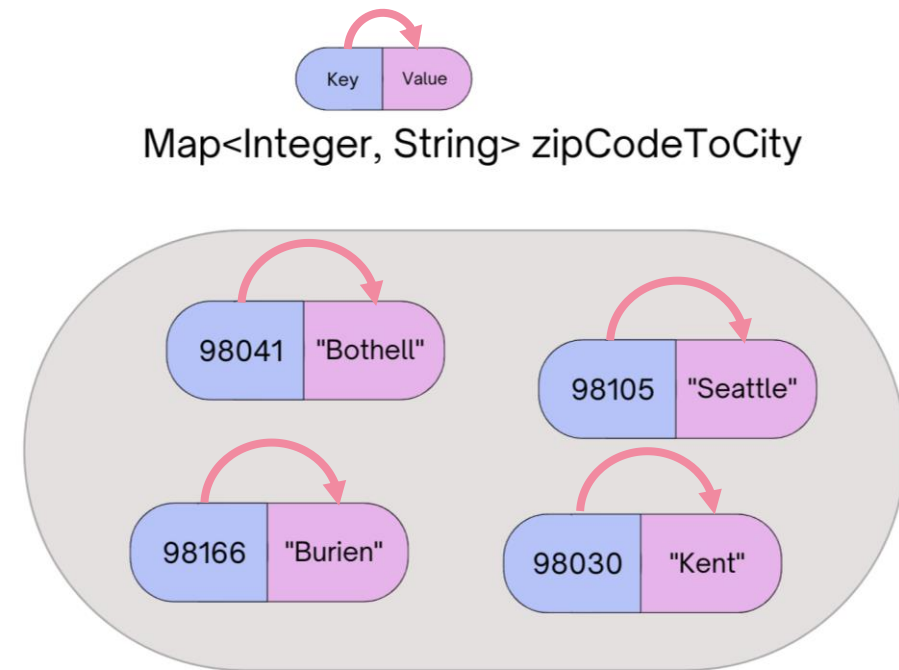 Key Value
Map<Integer, String> zipCodeToCity
98041 "Bothell"
98105 "Seattle"
98166 "Burien"
98030 "Kent"